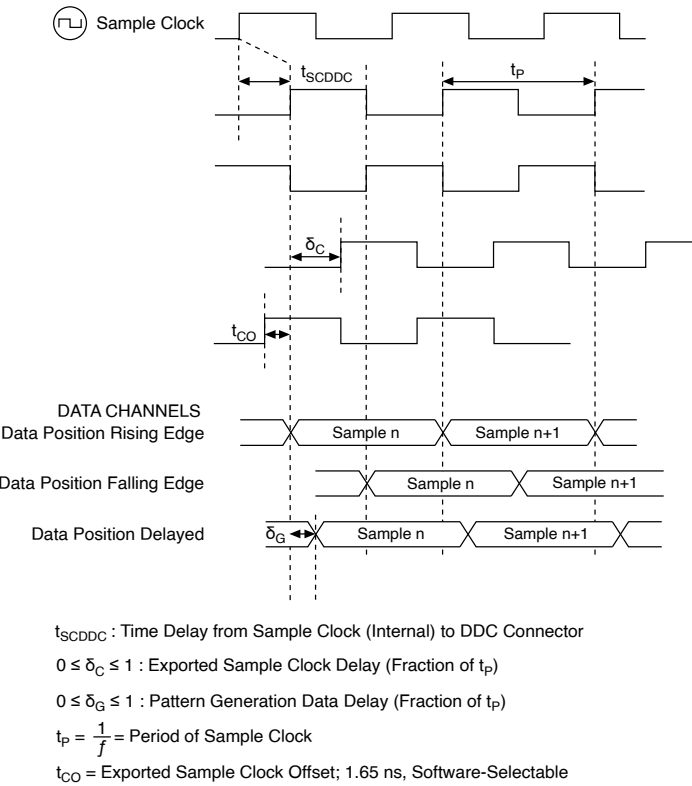 Sample Clock
tSCDDC
tP
δC
tCO
DATA CHANNELS
Data Position Rising Edge
Sample n
Sample n+1
Data Position Falling Edge
Sample n
Sample n+1
Data Position Delayed
δG
Sample n
Sample n+1
tSCDDC : Time Delay from Sample Clock (Internal) to DDC Connector
0 ≤ δC ≤ 1 : Exported Sample Clock Delay (Fraction of tP)
0 ≤ δG ≤ 1 : Pattern Generation Data Delay (Fraction of tP)
tP = 1/f = Period of Sample Clock
tCO = Exported Sample Clock Offset; 1.65 ns, Software-Selectable